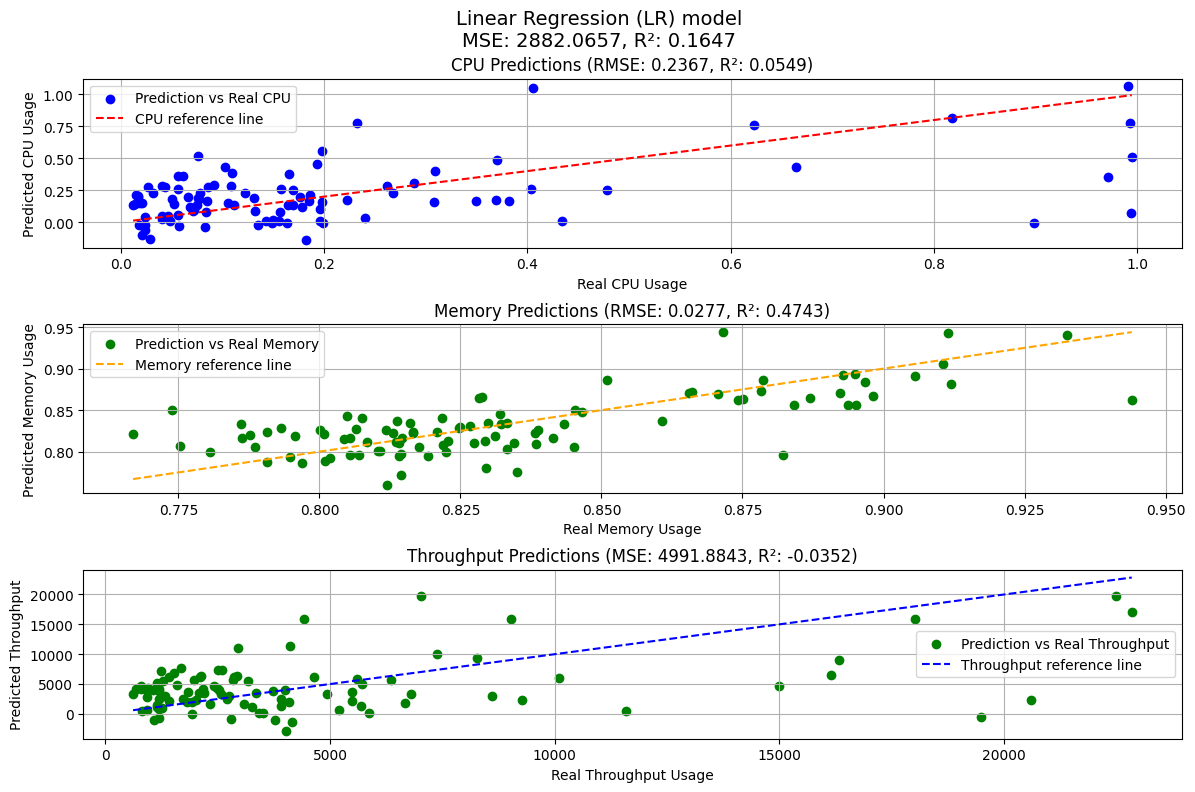 Linear Regression (LR) model
MSE: 2882.0657, R²: 0.1647
CPU Predictions (RMSE: 0.2367, R²: 0.0549)
Prediction vs Real CPU
CPU reference line
Predicted CPU Usage
1.00
0.75
0.50
0.25
0.00
0.0 0.2 0.4 0.6 0.8 1.0
Real CPU Usage
Memory Predictions (RMSE: 0.0277, R²: 0.4743)
Prediction vs Real Memory
Memory reference line
Predicted Memory Usage
0.95
0.90
0.85
0.80
0.775 0.800 0.825 0.850 0.875 0.900 0.925 0.950
Real Memory Usage
Throughput Predictions (MSE: 4991.8843, R²: -0.0352)
Prediction vs Real Throughput
Throughput reference line
Predicted Throughput
20000
15000
10000
5000
0
0 5000 10000 15000 20000
Real Throughput Usage